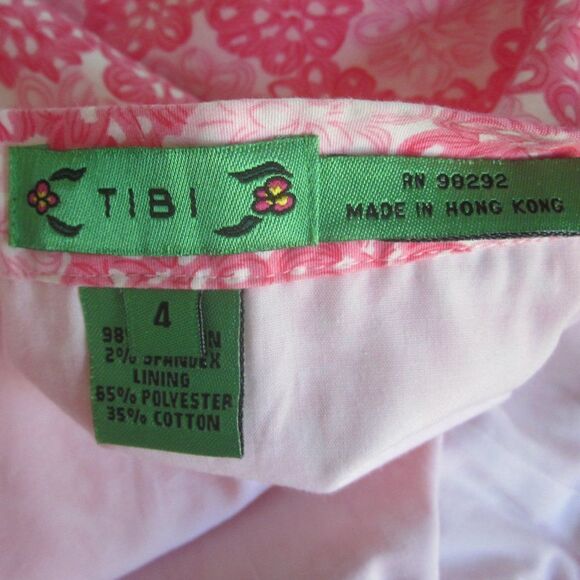 TIBI
RN 98292
MADE IN HONG KONG
4
98% N
2% SPANDEX
LINING
65% POLYESTER
35% COTTON